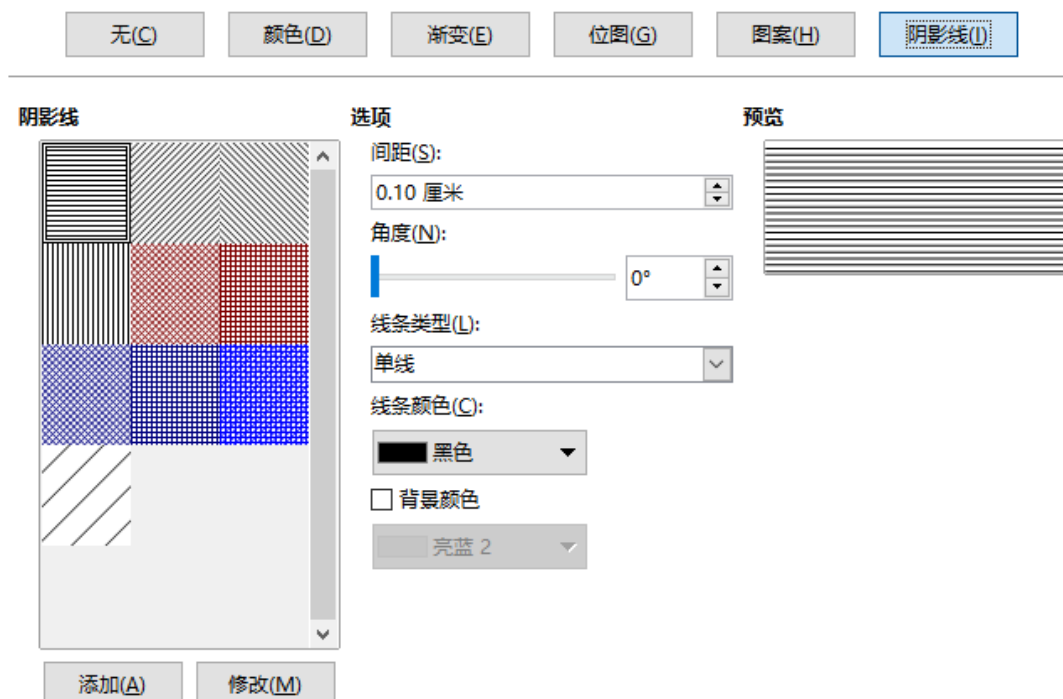 无(C) 颜色(D) 渐变(E) 位图(G) 图案(H) 阴影线(I)
阴影线 选项 预览
间距(S):
0.10 厘米
角度(N):
0°
线条类型(L):
单线
线条颜色(C):
黑色
背景颜色
亮蓝 2
添加(A) 修改(M)